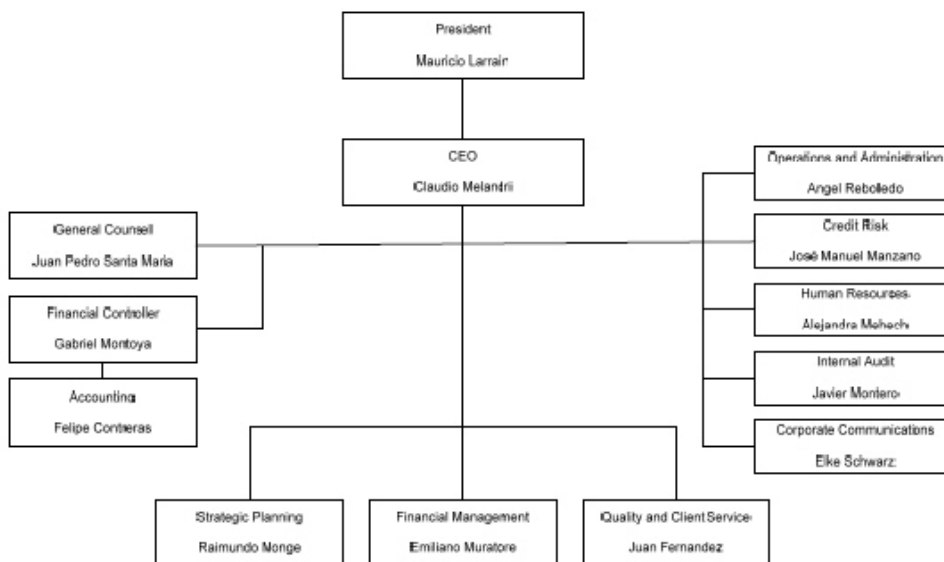 President
Mauricio Larrain
CEO
Claudio Melandri
Operations and Administration
Angel Rebolledo
General Counsel
Juan Pedro Santa Maria
Credit Risk
José Manuel Manzano
Financial Controller
Gabriel Montoya
Human Resources
Alejandra Mehech
Accounting
Felipe Contreras
Internal Audit
Javier Montero
Corporate Communications
Elke Schwarz
Strategic Planning
Raimundo Monge
Financial Management
Emiliano Muratore
Quality and Client Service
Juan Fernandez